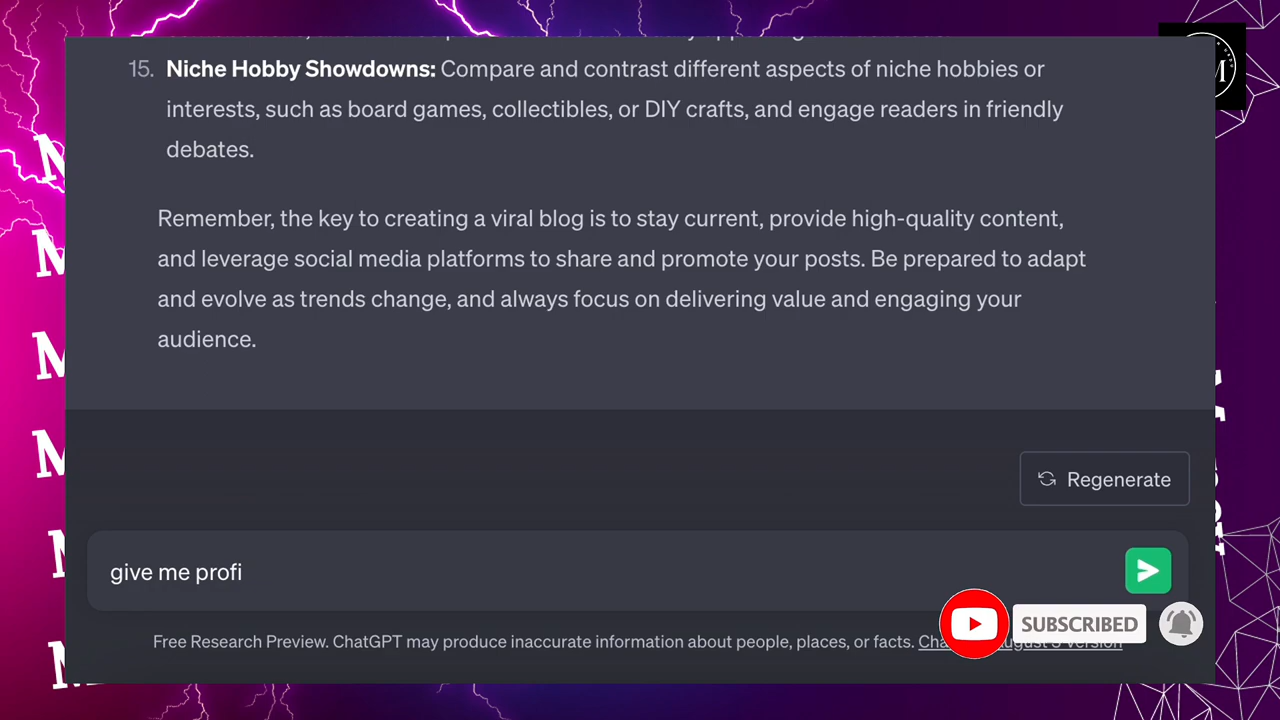 15. Niche Hobby Showdowns: Compare and contrast different aspects of niche hobbies or
interests, such as board games, collectibles, or DIY crafts, and engage readers in friendly
debates.
Remember, the key to creating a viral blog is to stay current, provide high-quality content,
and leverage social media platforms to share and promote your posts. Be prepared to adapt
and evolve as trends change, and always focus on delivering value and engaging your
audience.
Regenerate
give me profi
SUBSCRIBED
Free Research Preview. ChatGPT may produce inaccurate information about people, places, or facts.